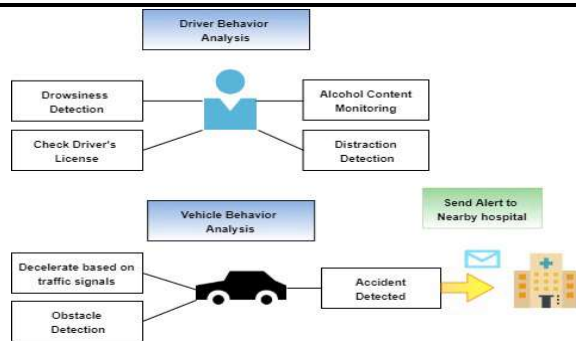 Driver Behavior
Analysis
Drowsiness
Detection
Alcohol Content
Monitoring
Check Driver's
License
Distraction
Detection
Send Alert to
Nearby hospital
Vehicle Behavior
Analysis
Decelerate based on
traffic signals
Accident
Detected
Obstacle
Detection